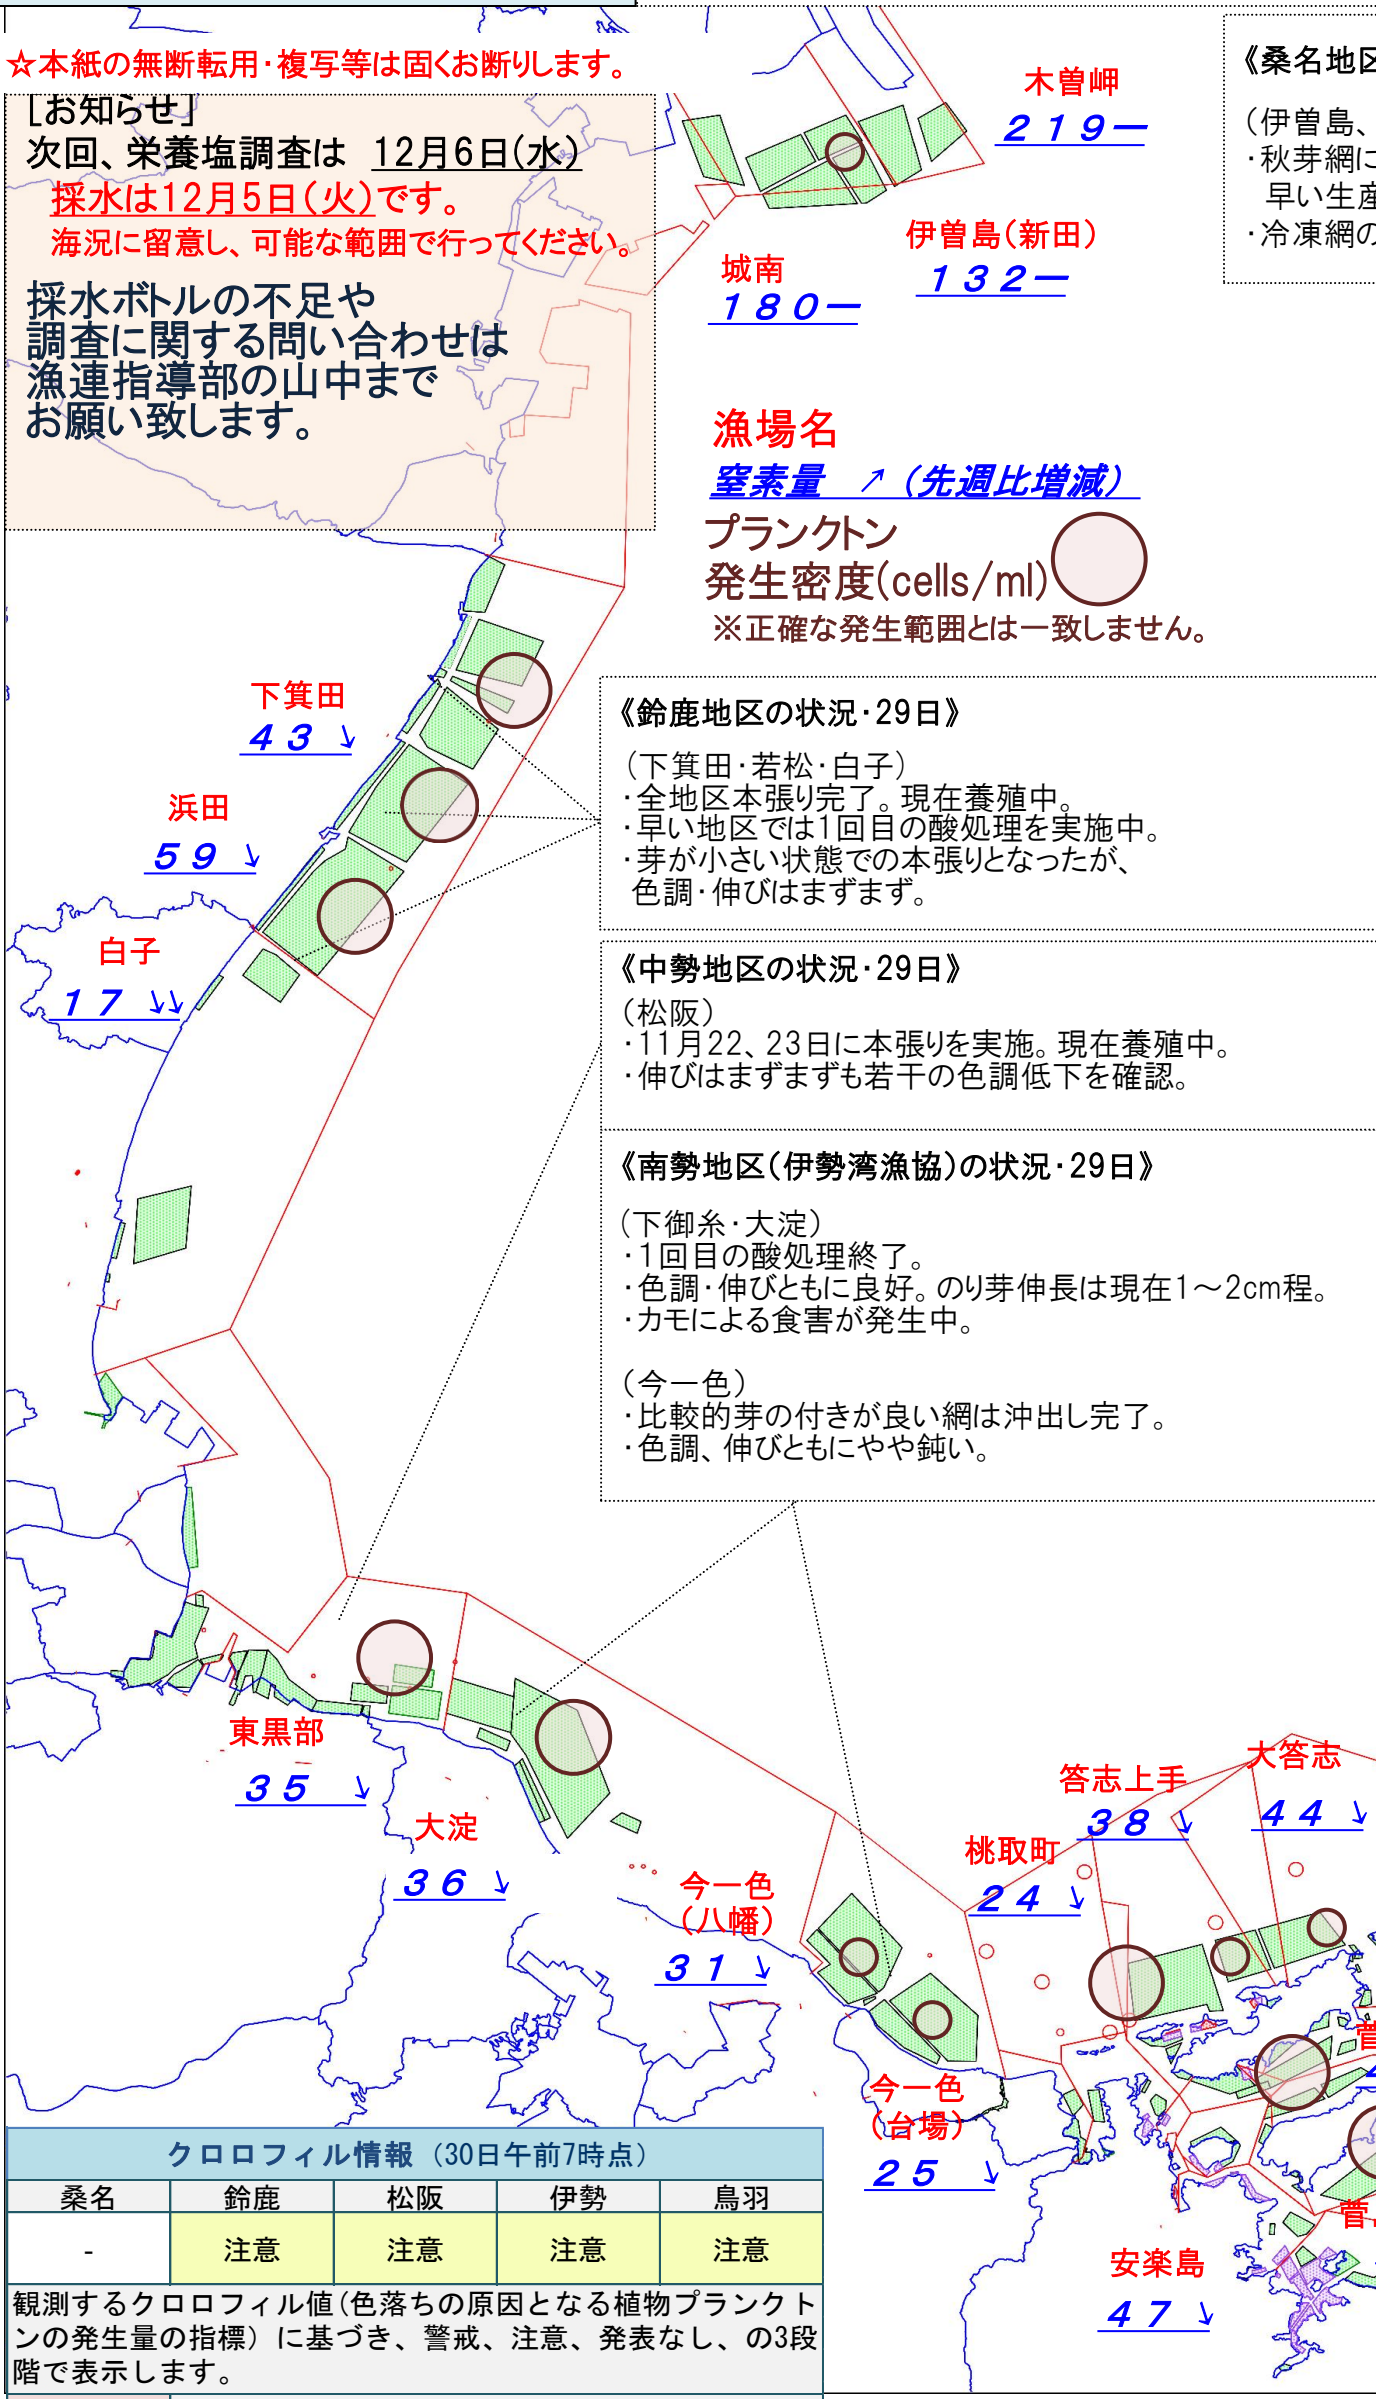 ☆本紙の無断転用・複写等は固くお断りします。
[お知らせ]
次回、栄養塩調査は 12月6日(水)
採水は12月5日(火)です。
海況に留意し、可能な範囲で行ってください。
採水ボトルの不足や
調査に関する問い合わせは
漁連指導部の山中まで
お願い致します。
木曽岬
219ー
伊曽島(新田)
132ー
城南
180ー
《桑名地区
(伊曽島、
・秋芽網に
早い生産
・冷凍網の
漁場名
窒素量 ↗(先週比増減)
プランクトン
発生密度(cells/ml)
※正確な発生範囲とは一致しません。
下箕田
43 ↓
浜田
59 ↓
白子
17 ↓↓
《鈴鹿地区の状況・29日》
(下箕田・若松・白子)
・全地区本張り完了。現在養殖中。
・早い地区では1回目の酸処理を実施中。
・芽が小さい状態での本張りとなったが、
色調・伸びはまずまず。
《中勢地区の状況・29日》
(松阪)
・11月22、23日に本張りを実施。現在養殖中。
・伸びはまずまずも若干の色調低下を確認。
《南勢地区(伊勢湾漁協)の状況・29日》
(下御糸・大淀)
・1回目の酸処理終了。
・色調・伸びともに良好。のり芽伸長は現在1～2cm程。
・カモによる食害が発生中。
(今一色)
・比較的芽の付きが良い網は沖出し完了。
・色調、伸びともにやや鈍い。
東黒部
35 ↓
大淀
36 ↓
今一色
(八幡)
31 ↓
今一色
(台場)
25 ↓
桃取町
24 ↓
答志上手
38 ↓
大答志
44 ↓
菅
菅
安楽島
47 ↓
クロロフィル情報 (30日午前7時点)
桑名 鈴鹿 松阪 伊勢 鳥羽
- 注意 注意 注意 注意
観測するクロロフィル値(色落ちの原因となる植物プランクト
ンの発生量の指標)に基づき、警戒、注意、発表なし、の3段
階で表示します。